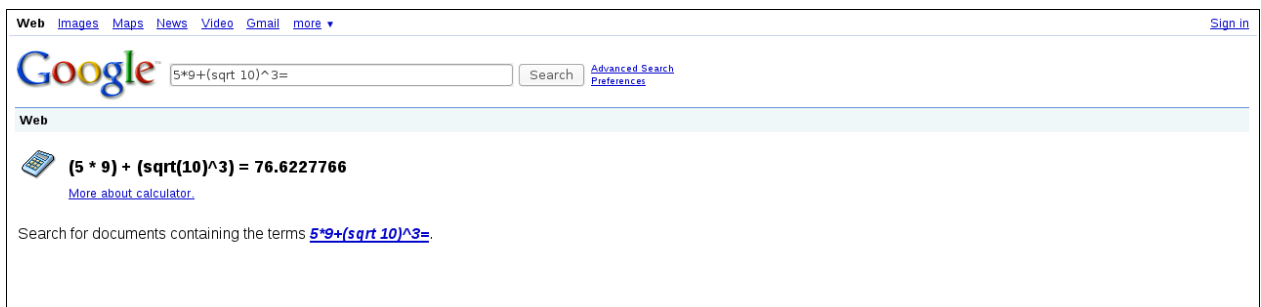 Web Images Maps News Video Gmail more ▼ Sign in
Google™ 5*9+(sqrt 10)^3= Search Advanced Search
Preferences
Web
(5 * 9) + (sqrt(10)^3) = 76.6227766
More about calculator.
Search for documents containing the terms 5*9+(sqrt 10)^3=.